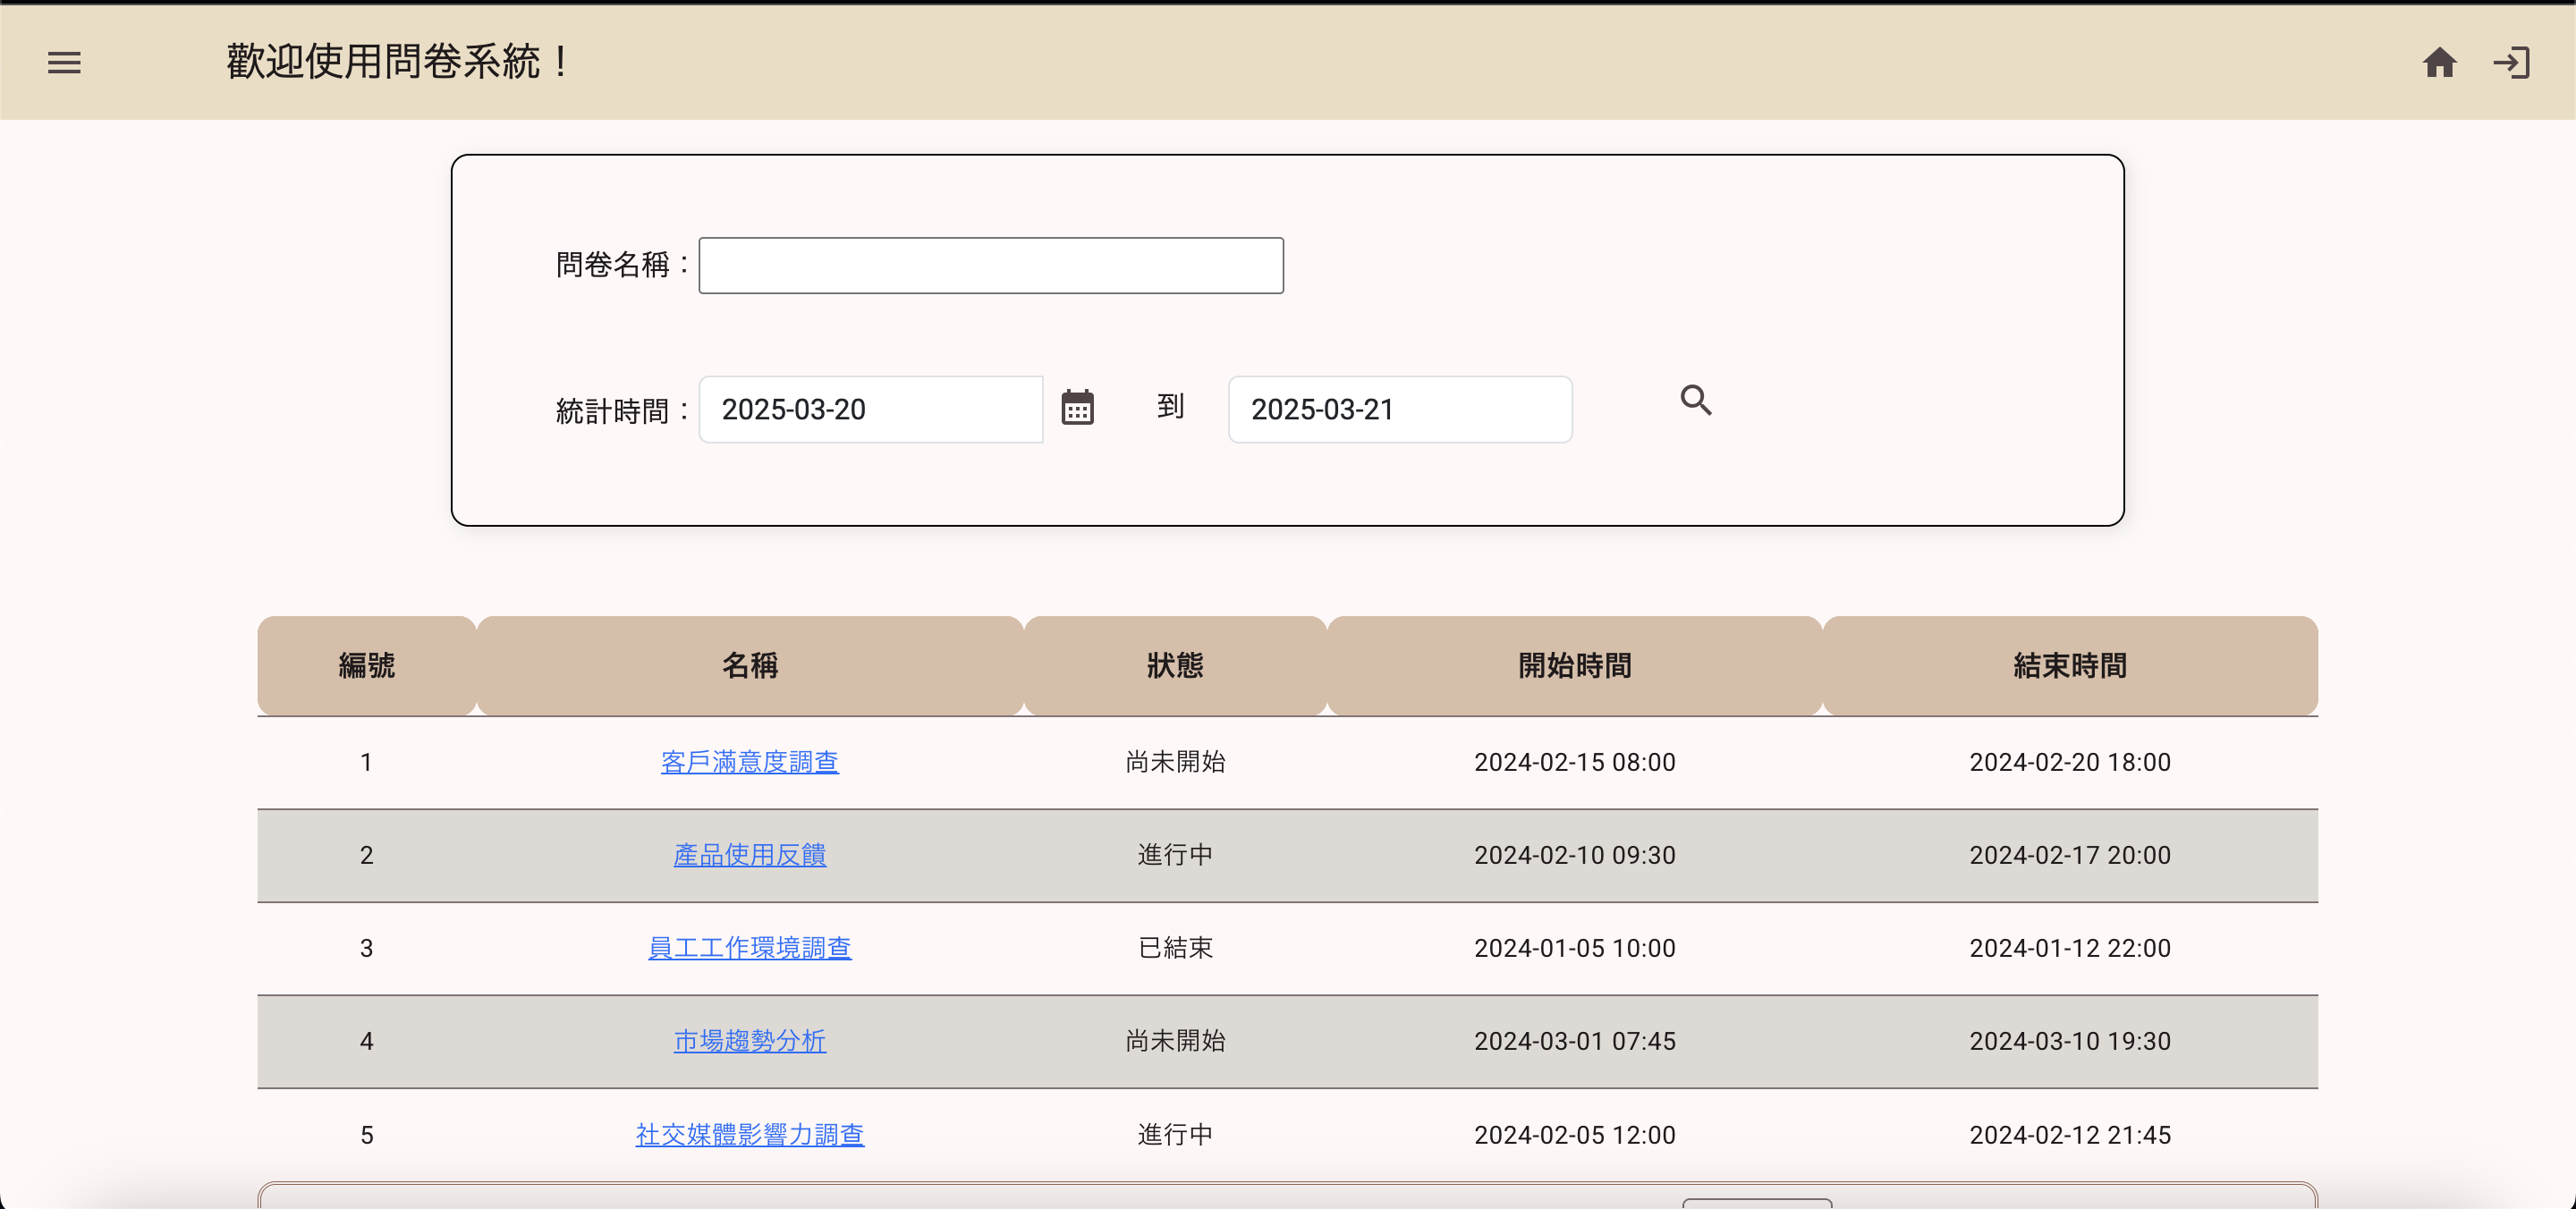 歡迎使用問卷系統！
問卷名稱：
統計時間： 2025-03-20 到 2025-03-21
編號 名稱 狀態 開始時間 結束時間
1 客戶滿意度調查 尚未開始 2024-02-15 08:00 2024-02-20 18:00
2 產品使用反饋 進行中 2024-02-10 09:30 2024-02-17 20:00
3 員工工作環境調查 已結束 2024-01-05 10:00 2024-01-12 22:00
4 市場趨勢分析 尚未開始 2024-03-01 07:45 2024-03-10 19:30
5 社交媒體影響力調查 進行中 2024-02-05 12:00 2024-02-12 21:45